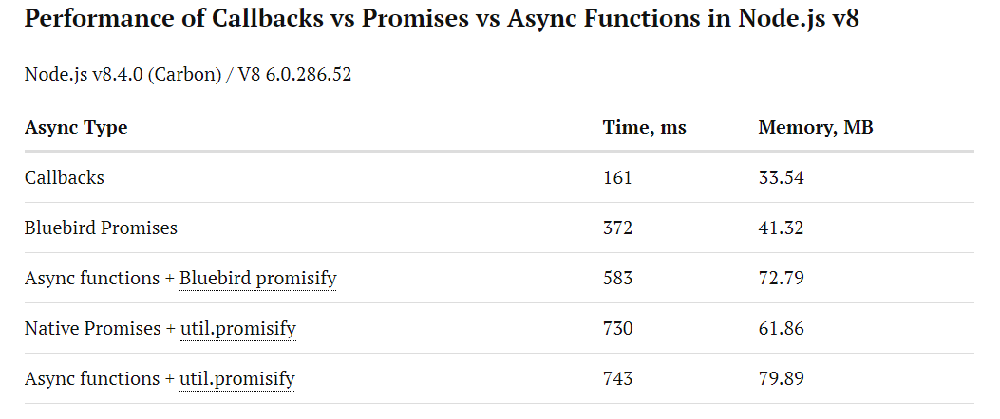 Performance of Callbacks vs Promises vs Async Functions in Node.js v8
Node.js v8.4.0 (Carbon) / V8 6.0.286.52
Async Type Time, ms Memory, MB
Callbacks 161 33.54
Bluebird Promises 372 41.32
Async functions + Bluebird promisify 583 72.79
Native Promises + util.promisify 730 61.86
Async functions + util.promisify 743 79.89